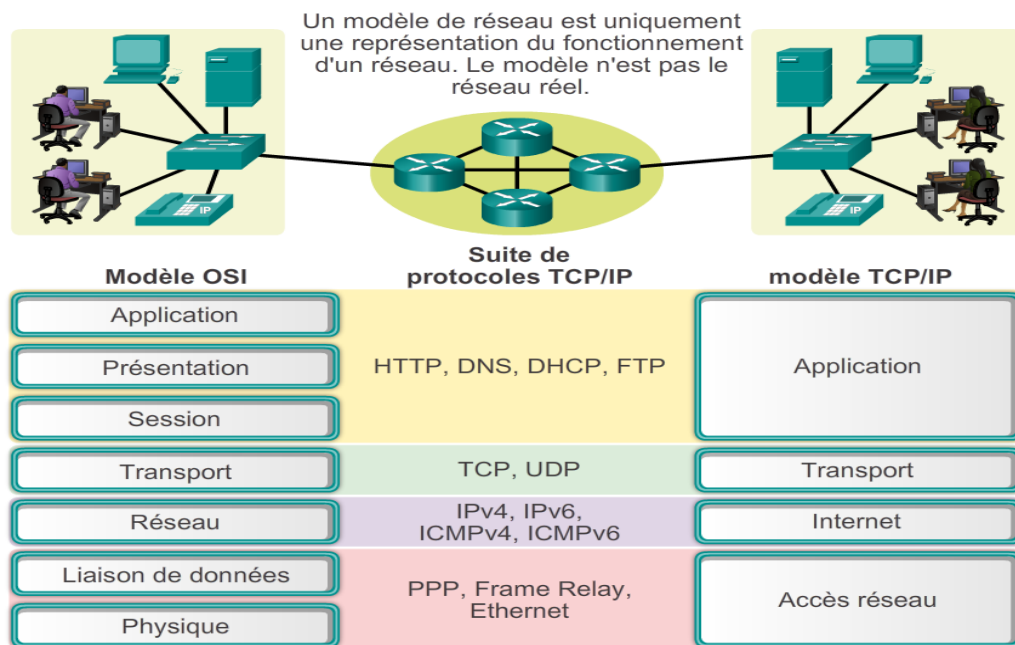 Un modèle de réseau est uniquement
une représentation du fonctionnement
d'un réseau. Le modèle n'est pas le
réseau réel.
IP
IP
Modèle OSI
Suite de
protocoles TCP/IP
modèle TCP/IP
Application
Présentation
Session
HTTP, DNS, DHCP, FTP
Application
Transport
TCP, UDP
Transport
Réseau
IPv4, IPv6,
ICMPv4, ICMPv6
Internet
Liaison de données
Physique
PPP, Frame Relay,
Ethernet
Accès réseau